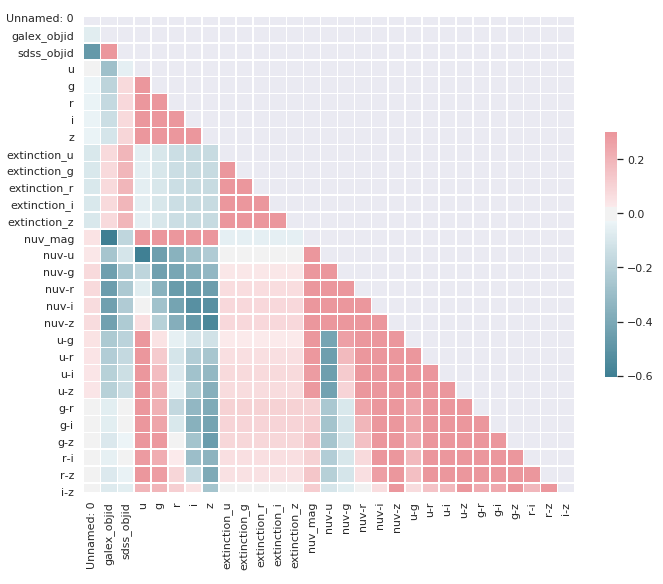 Unnamed: 0
galex_objid
sdss_objid
u
g
r
i
z
extinction_u
extinction_g
extinction_r
extinction_i
extinction_z
nuv_mag
nuv-u
nuv-g
nuv-r
nuv-i
nuv-z
u-g
u-r
u-i
u-z
g-r
g-i
g-z
r-i
r-z
i-z
0.2
0.0
−0.2
−0.4
−0.6
Unnamed: 0
galex_objid
sdss_objid
u
g
r
i
z
extinction_u
extinction_g
extinction_r
extinction_i
extinction_z
nuv_mag
nuv-u
nuv-g
nuv-r
nuv-i
nuv-z
u-g
u-r
u-i
u-z
g-r
g-i
g-z
r-i
r-z
i-z